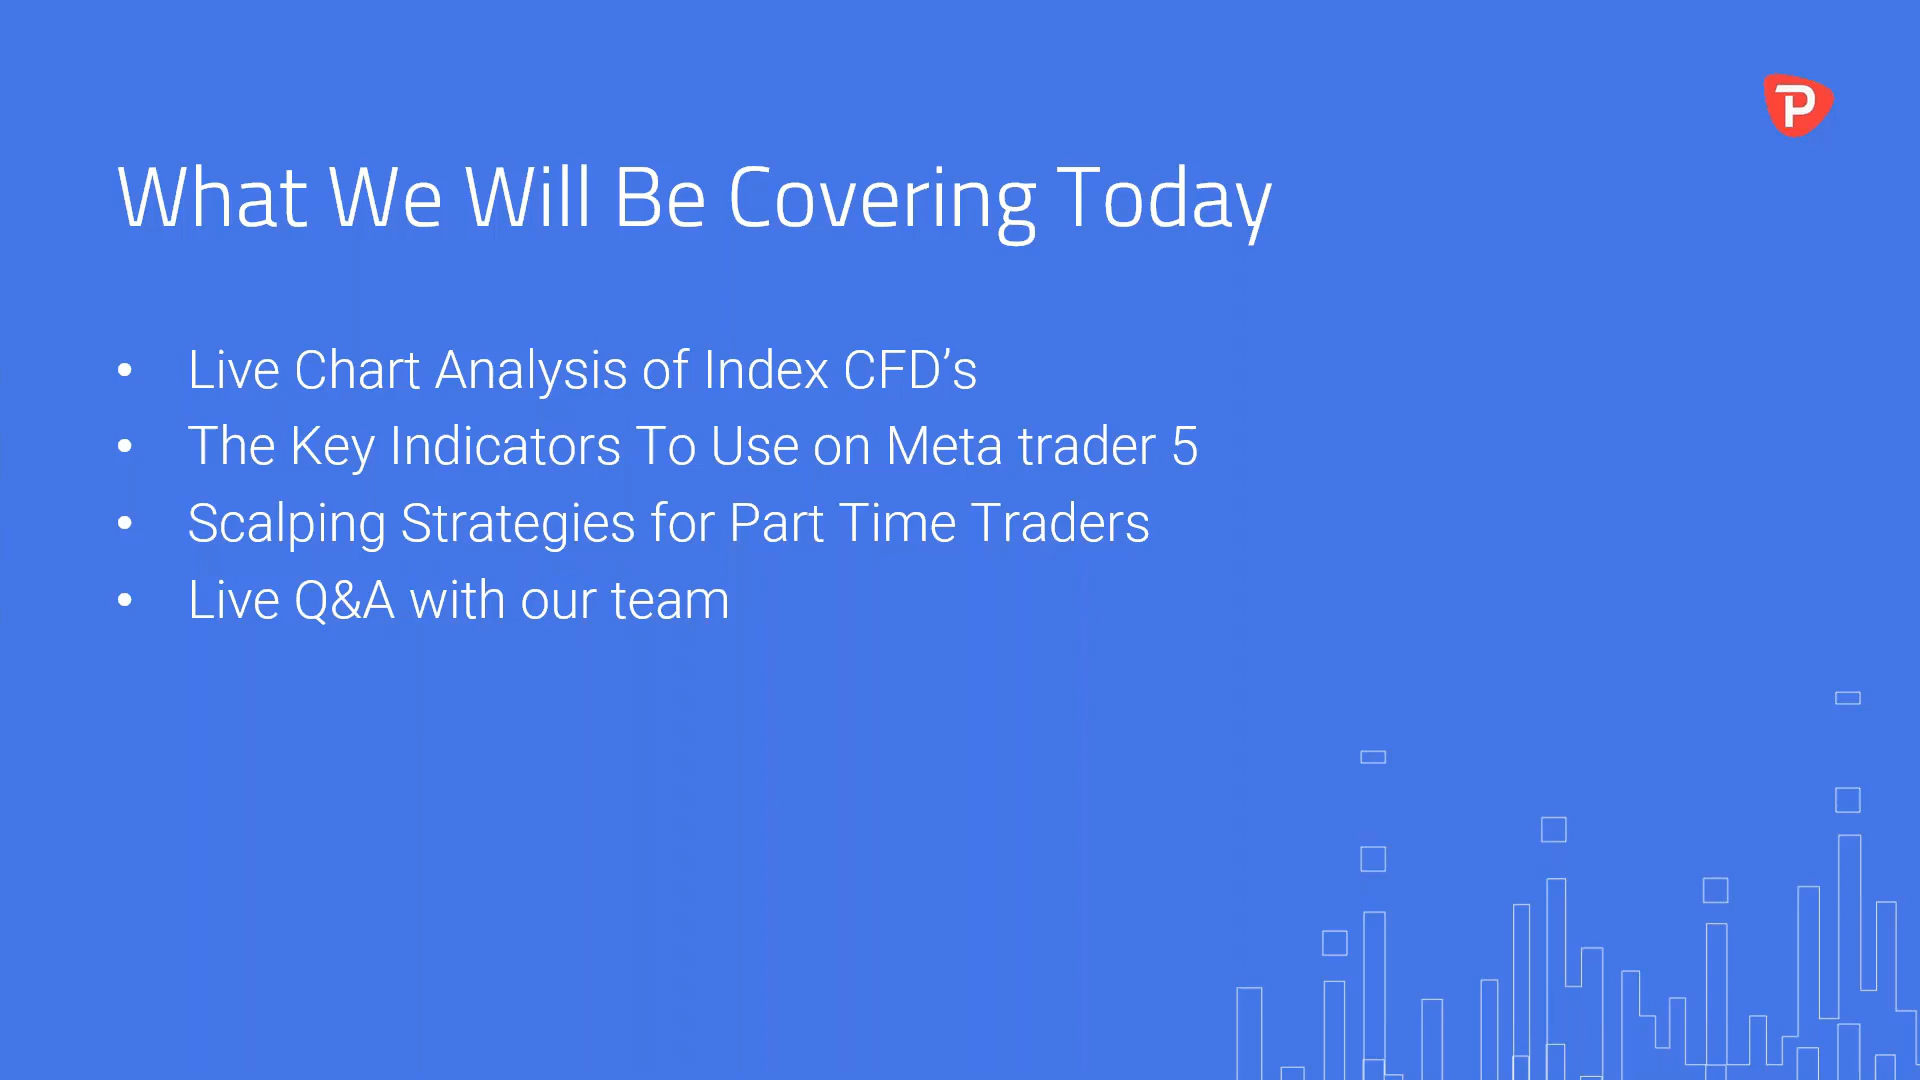 P
What We Will Be Covering Today
• Live Chart Analysis of Index CFD’s
• The Key Indicators To Use on Meta trader 5
• Scalping Strategies for Part Time Traders
• Live Q&A with our team